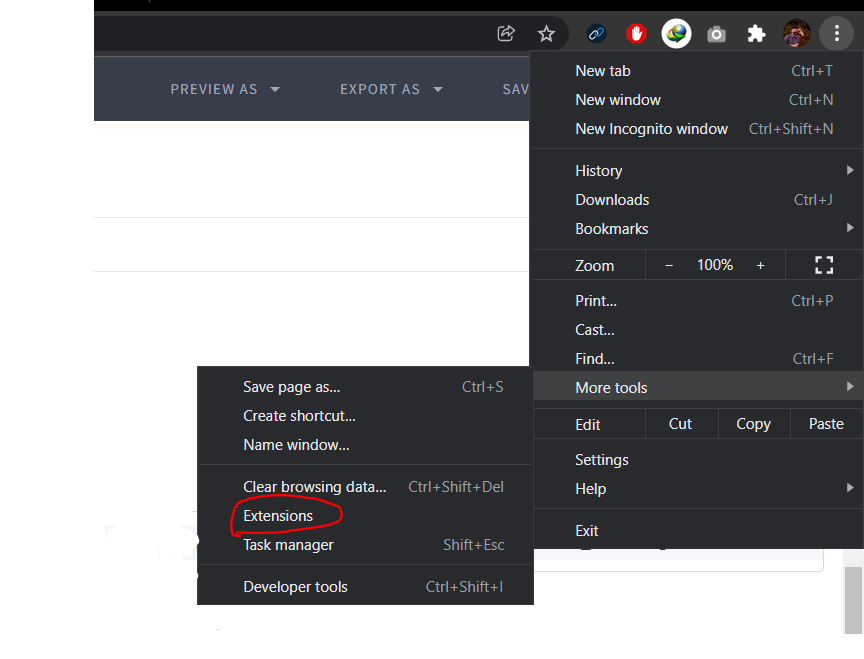 PREVIEW AS
EXPORT AS
SAV
New tab Ctrl+T
New window Ctrl+N
New Incognito window Ctrl+Shift+N
History
Downloads Ctrl+J
Bookmarks
Zoom − 100% +
Print... Ctrl+P
Cast...
Find... Ctrl+F
More tools
Edit Cut Copy Paste
Settings
Help
Exit
Save page as... Ctrl+S
Create shortcut...
Name window...
Clear browsing data... Ctrl+Shift+Del
Extensions
Task manager Shift+Esc
Developer tools Ctrl+Shift+I